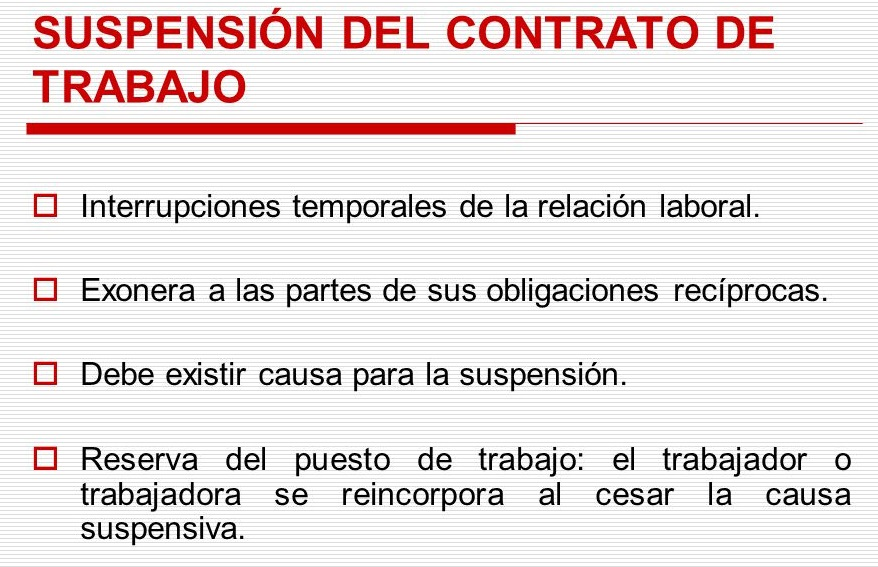 SUSPENSIÓN DEL CONTRATO DE
TRABAJO
Interrupciones temporales de la relación laboral.
Exonera a las partes de sus obligaciones recíprocas.
Debe existir causa para la suspensión.
Reserva del puesto de trabajo: el trabajador o
trabajadora se reincorpora al cesar la causa
suspensiva.